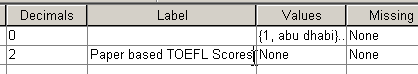 Decimals Label Values Missing
0 {1, abu dhabi}.. None
2 Paper based TOEFL Scores None None